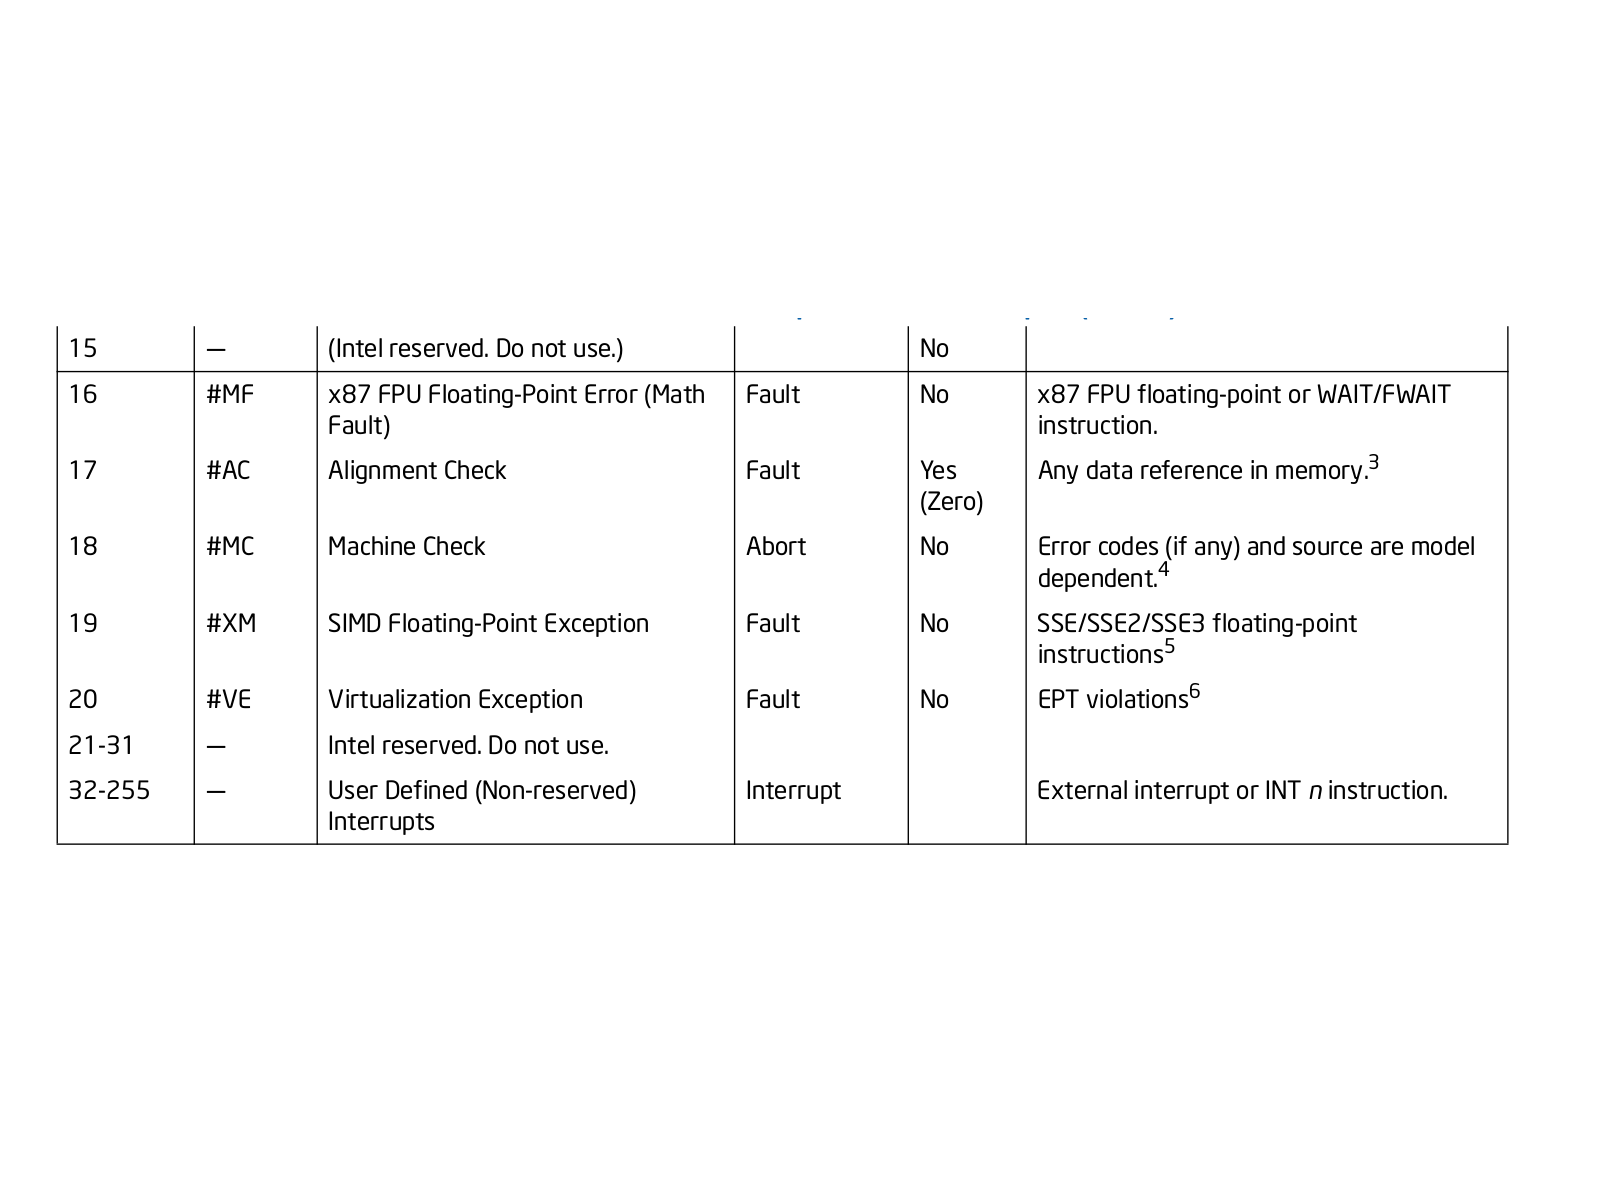 15 — (Intel reserved. Do not use.) No
16 #MF x87 FPU Floating-Point Error (Math Fault No x87 FPU floating-point or WAIT/FWAIT
Fault) instruction.
17 #AC Alignment Check Fault Yes Any data reference in memory.3
(Zero)
18 #MC Machine Check Abort No Error codes (if any) and source are model
dependent.4
19 #XM SIMD Floating-Point Exception Fault No SSE/SSE2/SSE3 floating-point
instructions5
20 #VE Virtualization Exception Fault No EPT violations6
21-31 — Intel reserved. Do not use.
32-255 — User Defined (Non-reserved) Interrupt External interrupt or INT n instruction.
Interrupts